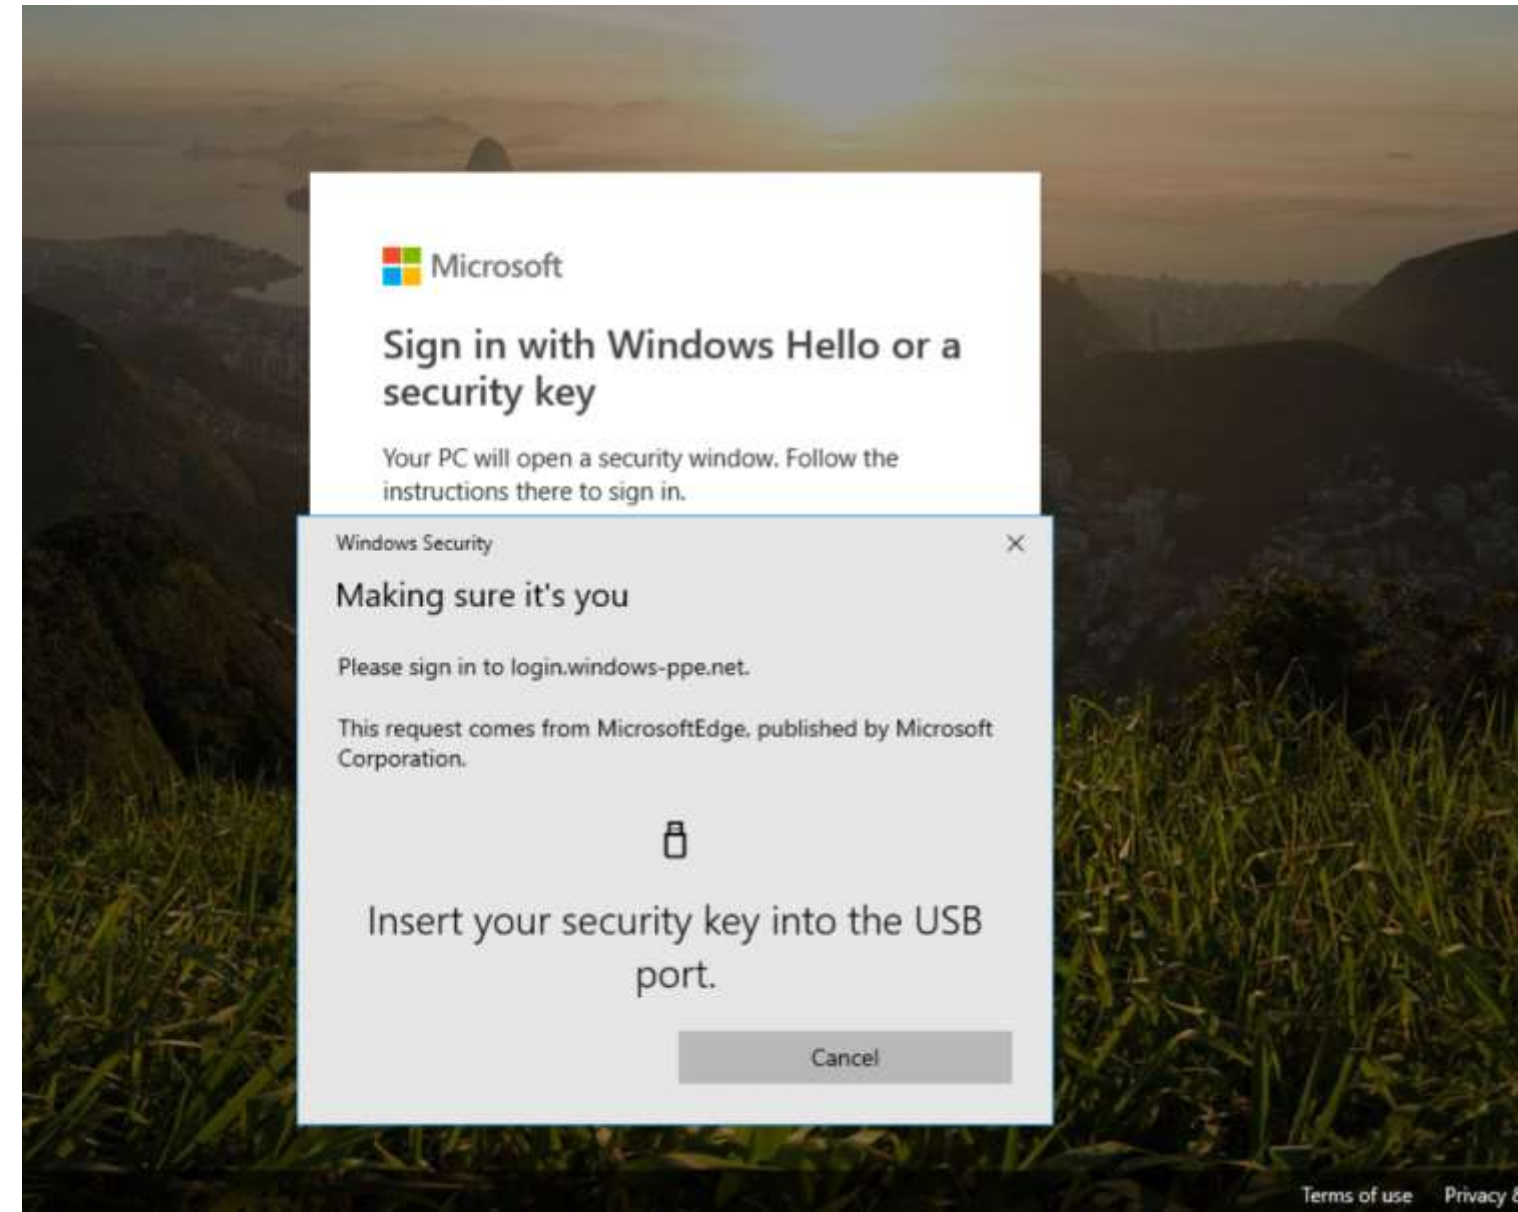 Microsoft
Sign in with Windows Hello or a
security key
Your PC will open a security window. Follow the
instructions there to sign in.
Windows Security
Making sure it's you
Please sign in to login.windows-ppe.net.
This request comes from MicrosoftEdge, published by Microsoft
Corporation.
Insert your security key into the USB
port.
Cancel
Terms of use Privacy &